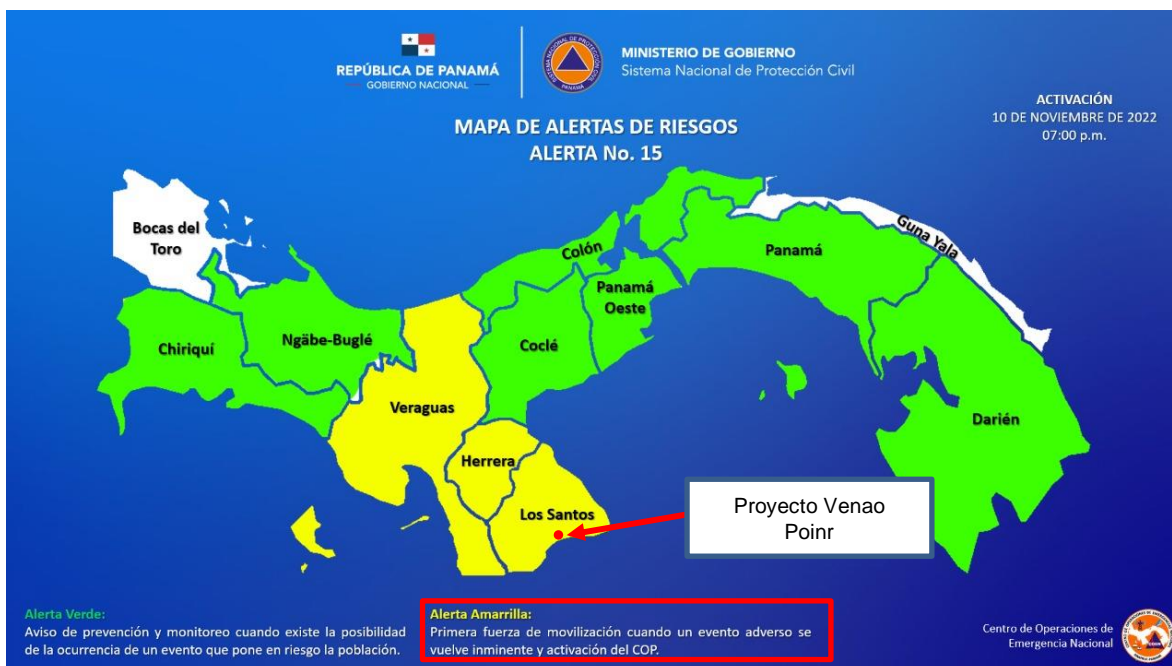 REPÚBLICA DE PANAMÁ
GOBIERNO NACIONAL
MINISTERIO DE GOBIERNO
Sistema Nacional de Protección Civil
ACTIVACIÓN
10 DE NOVIEMBRE DE 2022
07:00 p.m.
MAPA DE ALERTAS DE RIESGOS
ALERTA No. 15
Bocas del
Toro
Guna Yala
Colón
Panamá
Panamá
Oeste
Chiriquí
Ngäbe-Buglé
Coclé
Veraguas
Darién
Herrera
Los Santos
Proyecto Venao
Poinr
Alerta Verde:
Aviso de prevención y monitoreo cuando existe la posibilidad
de la ocurrencia de un evento que pone en riesgo la población.
Alerta Amarrilla:
Primera fuerza de movilización cuando un evento adverso se
vuelve inminente y activación del COP.
Centro de Operaciones de
Emergencia Nacional